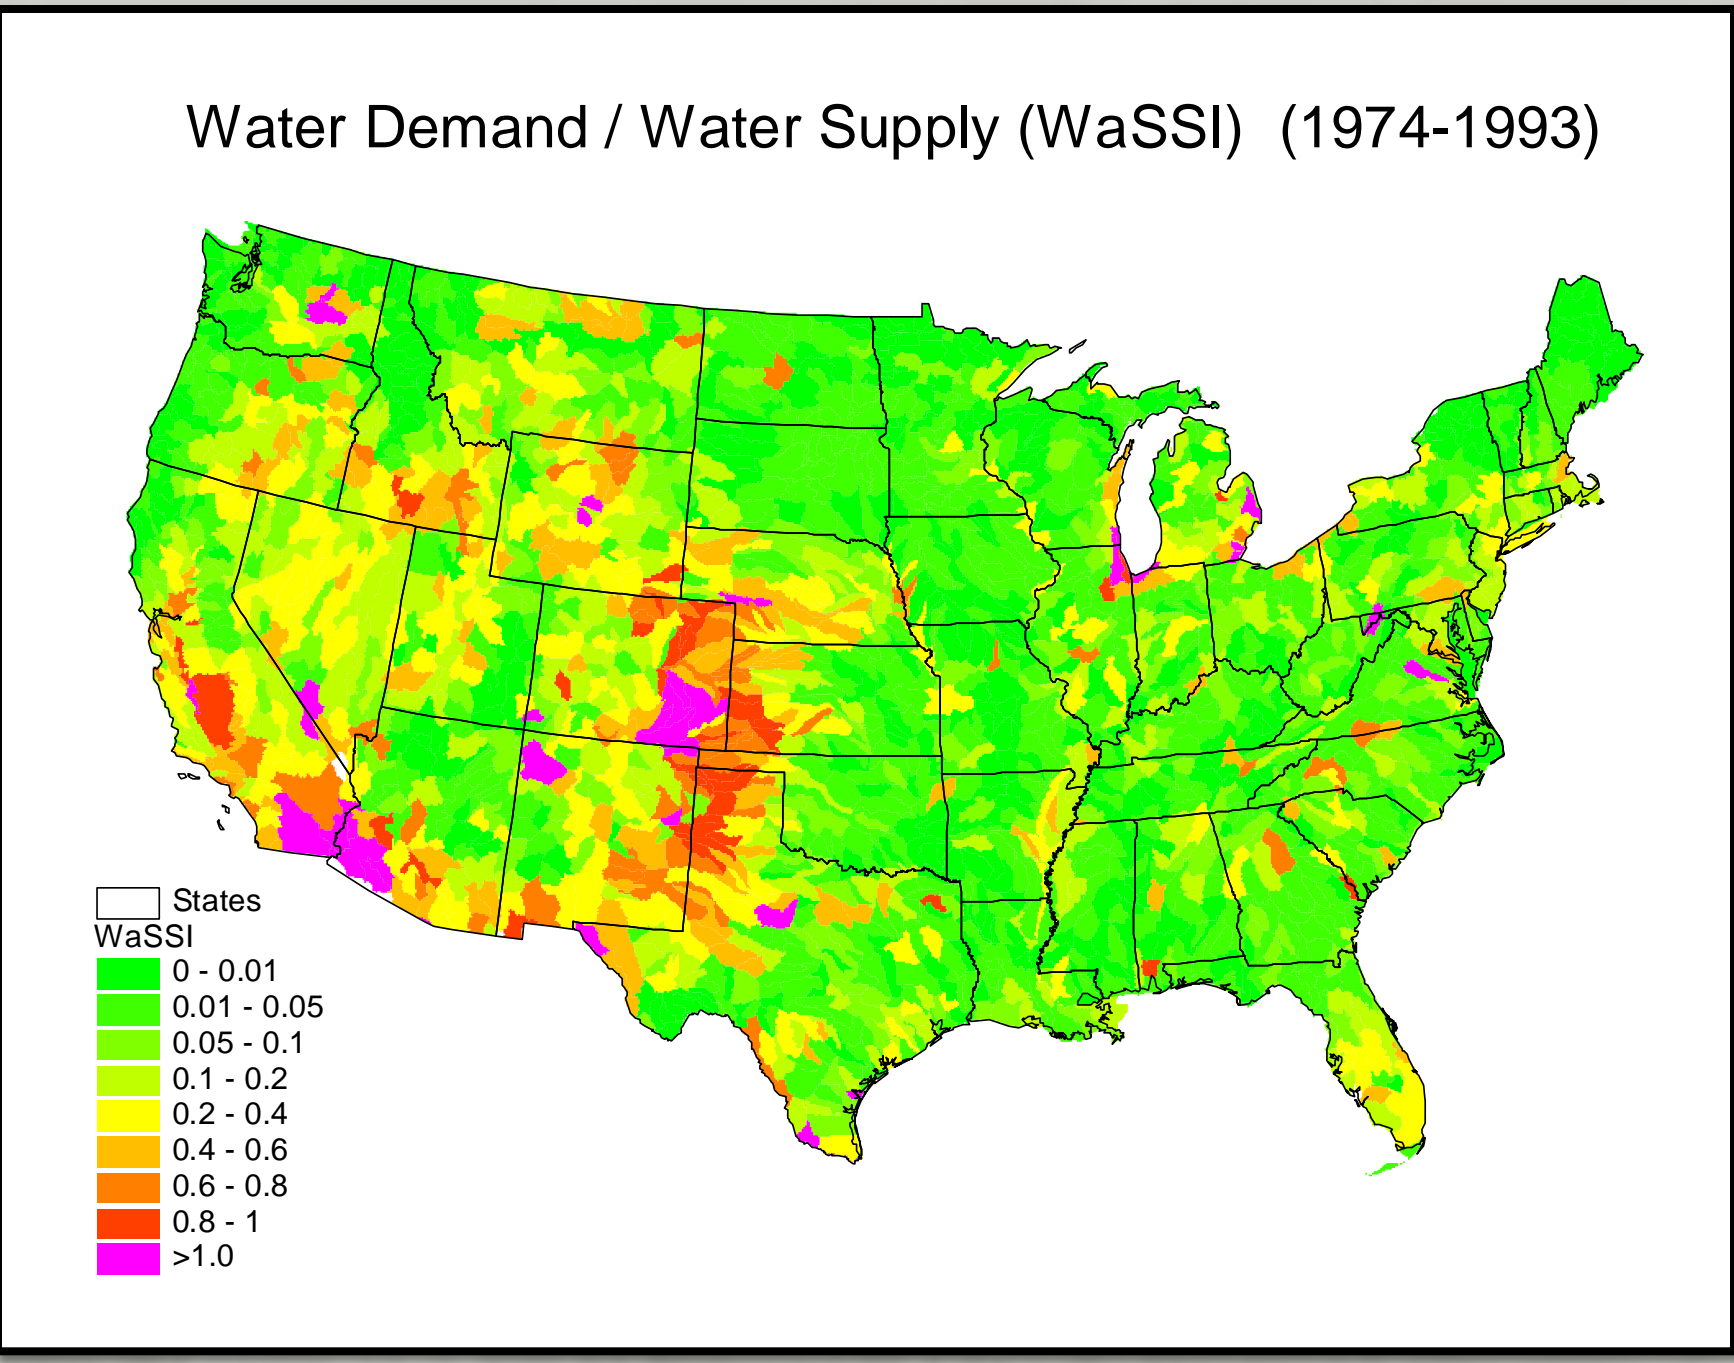 Water Demand / Water Supply (WaSSI) (1974-1993)
States
WaSSI
0 - 0.01
0.01 - 0.05
0.05 - 0.1
0.1 - 0.2
0.2 - 0.4
0.4 - 0.6
0.6 - 0.8
0.8 - 1
>1.0